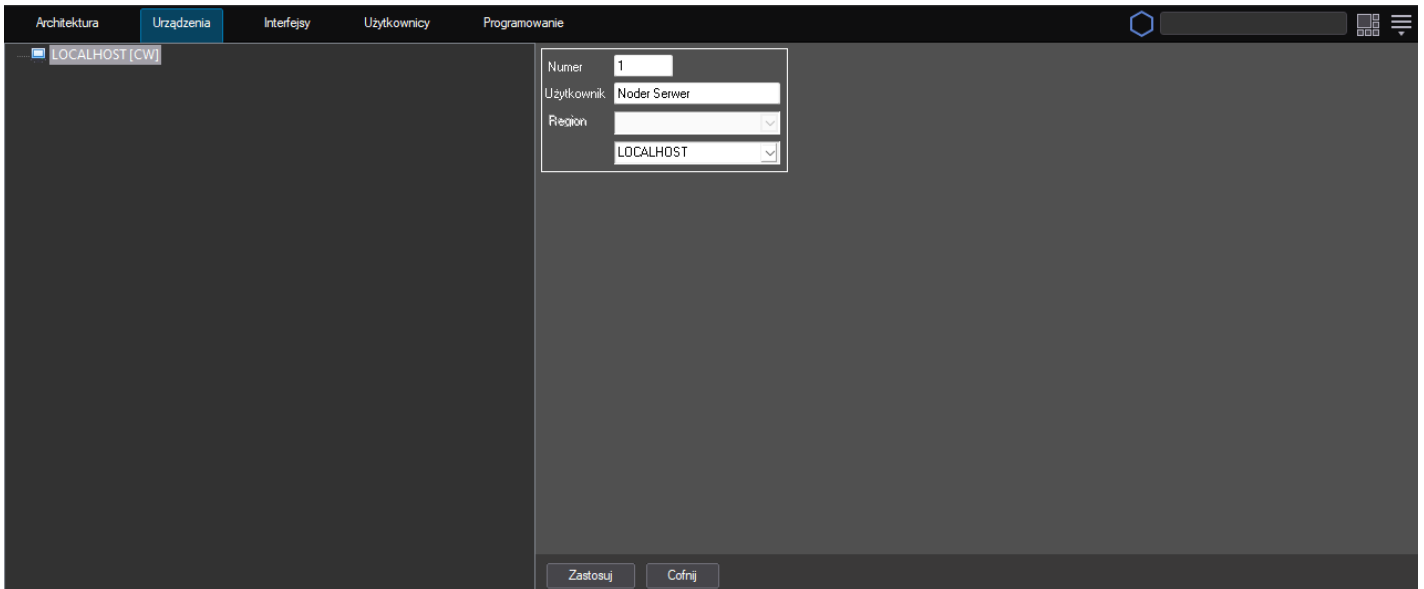 Architektura Urządzenia Interfejsy Użytkownicy Programowanie
LOCALHOST [CW]
Numer 1
Użytkownik Noder Serwer
Region
LOCALHOST
Zastosuj Cofnij